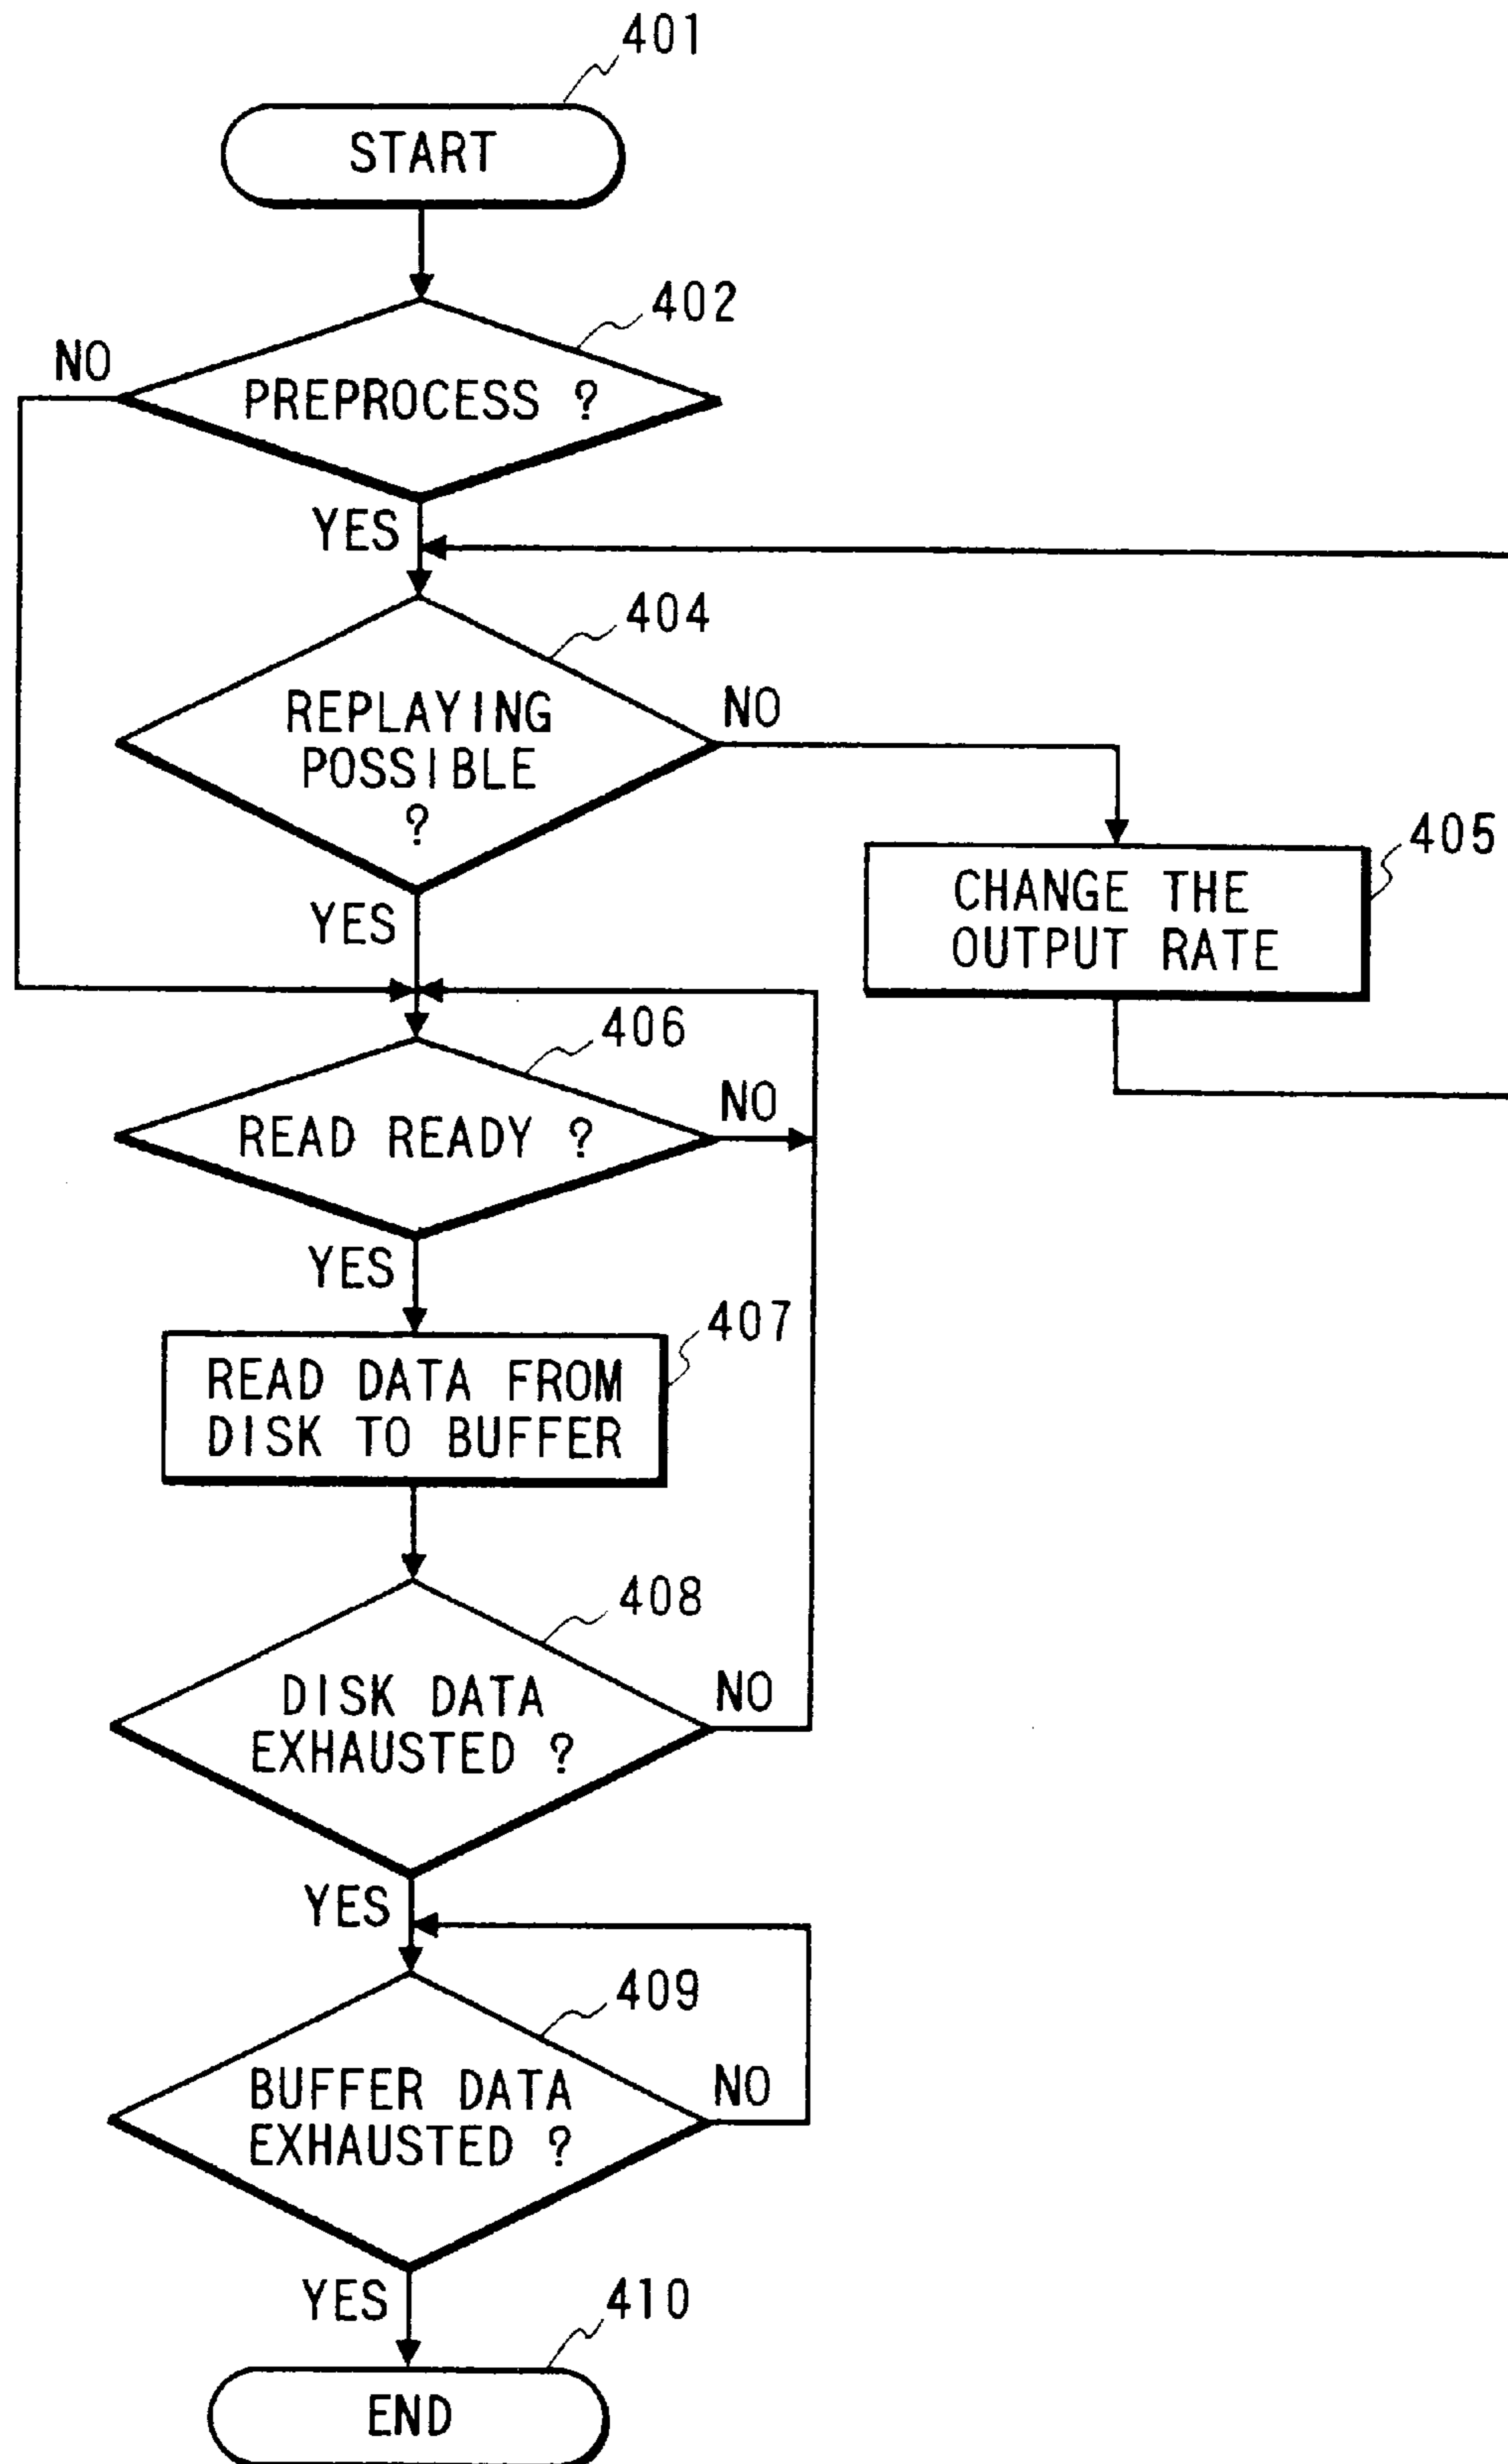 401
START
402
NO
PREPROCESS ?
YES
404
REPLAYING
POSSIBLE
?
NO
YES
405
CHANGE THE
OUTPUT RATE
406
READ READY ?
NO
YES
407
READ DATA FROM
DISK TO BUFFER
408
DISK DATA
EXHAUSTED ?
NO
YES
409
BUFFER DATA
EXHAUSTED ?
NO
YES
410
END